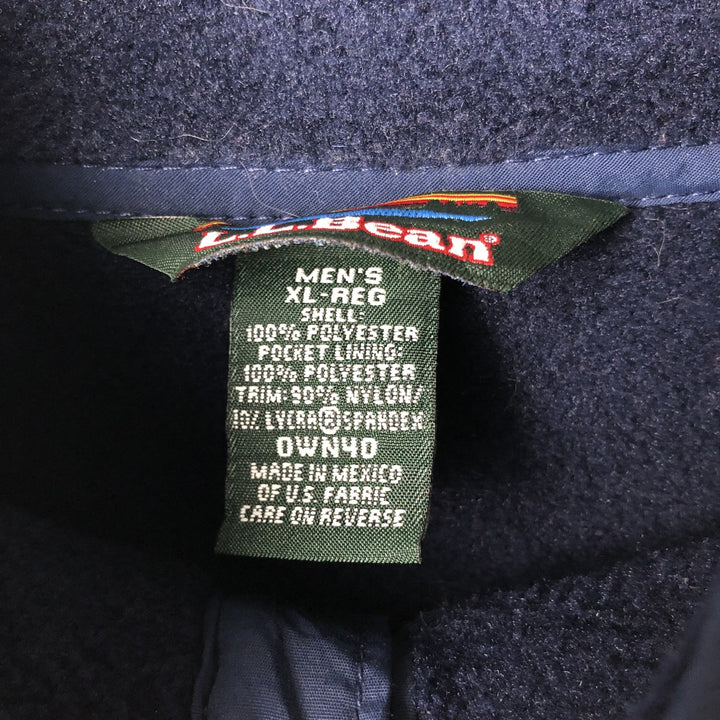 L.L.Bean®
MEN'S
XL-REG
SHELL:
100% POLYESTER
POCKET LINING:
100% POLYESTER
TRIM: 90% NYLON/
10% LYCRA® SPANDEX
0WN40
MADE IN MEXICO
OF U.S. FABRIC
CARE ON REVERSE